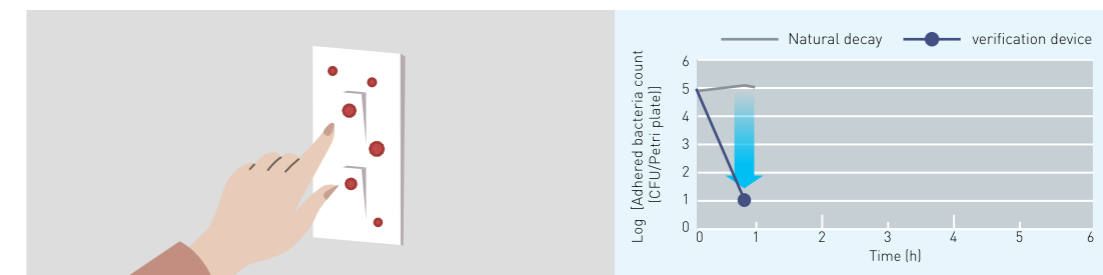 Natural decay
verification device
Log [Adhered bacteria count
[CFU/Petri plate]]
6
5
4
3
2
1
0
0 1 2 3 4 5 6
Time [h]